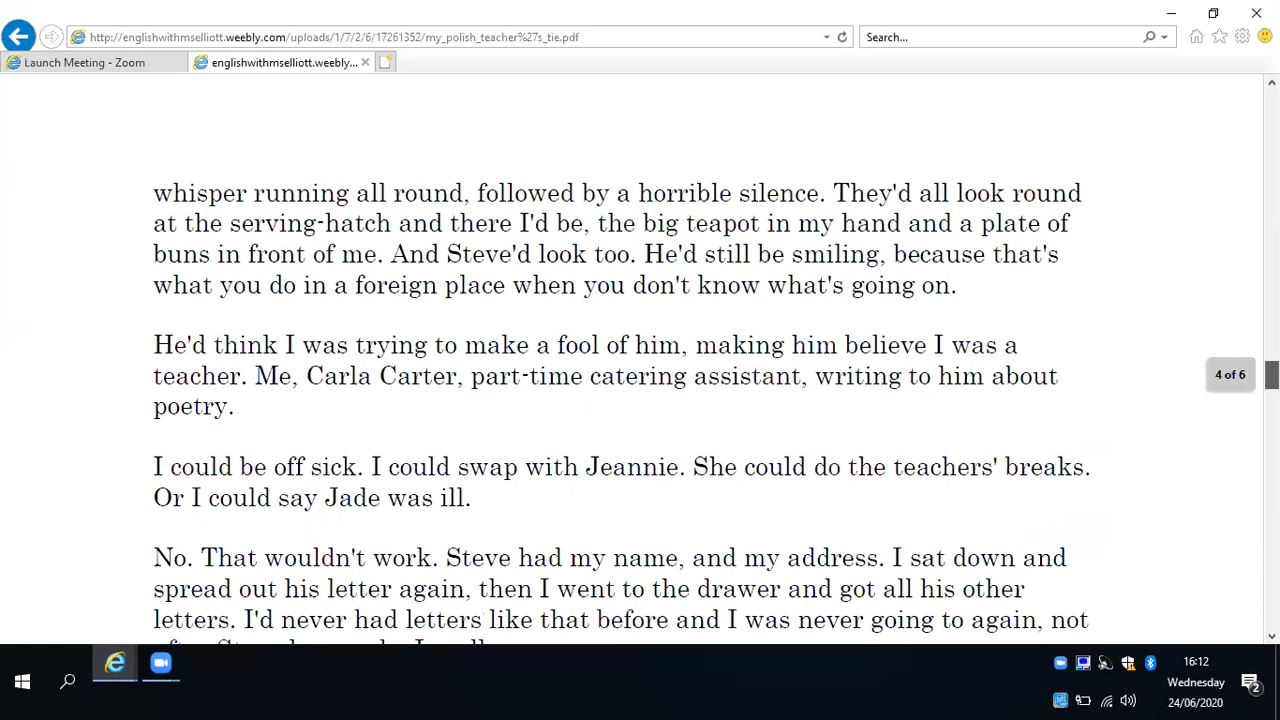 http://englishwithmselliott.weebly.com/uploads/1/7/2/6/17261352/my_polish_teacher%27s_tie.pdf
Search...
Launch Meeting - Zoom
englishwithmselliott.weebly...
whisper running all round, followed by a horrible silence. They'd all look round
at the serving-hatch and there I'd be, the big teapot in my hand and a plate of
buns in front of me. And Steve'd look too. He'd still be smiling, because that's
what you do in a foreign place when you don't know what's going on.
He'd think I was trying to make a fool of him, making him believe I was a
teacher. Me, Carla Carter, part-time catering assistant, writing to him about
4 of 6
poetry.
I could be off sick. I could swap with Jeannie. She could do the teachers' breaks.
Or I could say Jade was ill.
No. That wouldn't work. Steve had my name, and my address. I sat down and
spread out his letter again, then I went to the drawer and got all his other
letters. I'd never had letters like that before and I was never going to again, not
16:12
Wednesday
24/06/2020
2